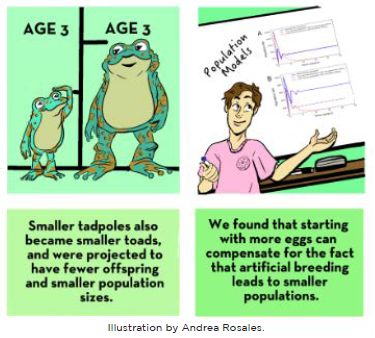 AGE 3
AGE 3
Population
Models
A
B
Smaller tadpoles also
became smaller toads,
and were projected to
have fewer offspring
and smaller population
sizes.
We found that starting
with more eggs can
compensate for the fact
that artificial breeding
leads to smaller
populations.
Illustration by Andrea Rosales.